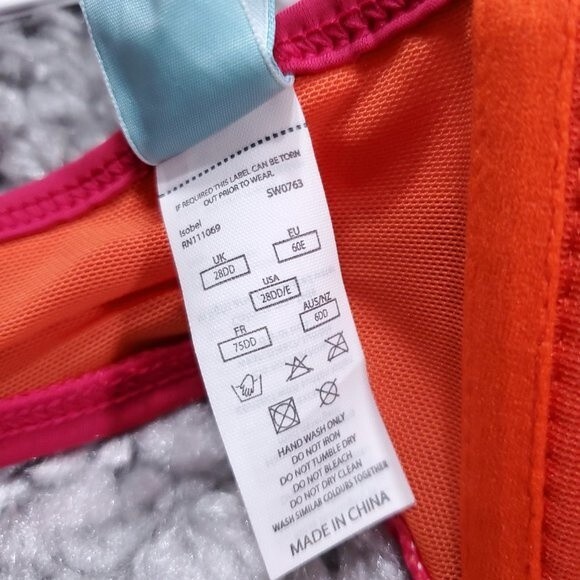 IF REQUIRED THIS LABEL CAN BE TORN
OUT PRIOR TO WEAR.
SW0763
Isobel
RN111069
UK
28DD
EU
60E
USA
28DD/E
FR
75DD
AUS/NZ
6DD
HAND WASH ONLY
DO NOT IRON
DO NOT TUMBLE DRY
DO NOT BLEACH
DO NOT DRY CLEAN
WASH SIMILAR COLOURS TOGETHER
MADE IN CHINA